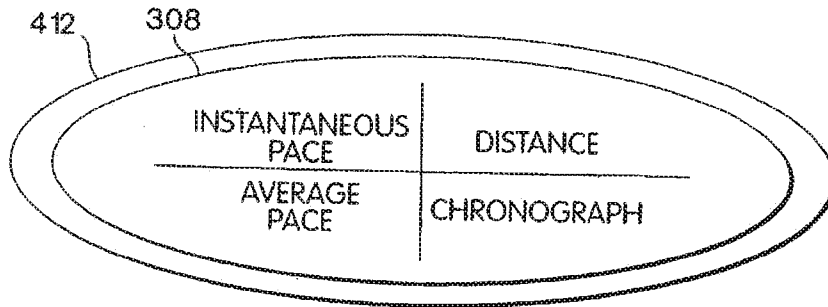 412
308
INSTANTANEOUS
PACE
DISTANCE
AVERAGE
PACE
CHRONOGRAPH